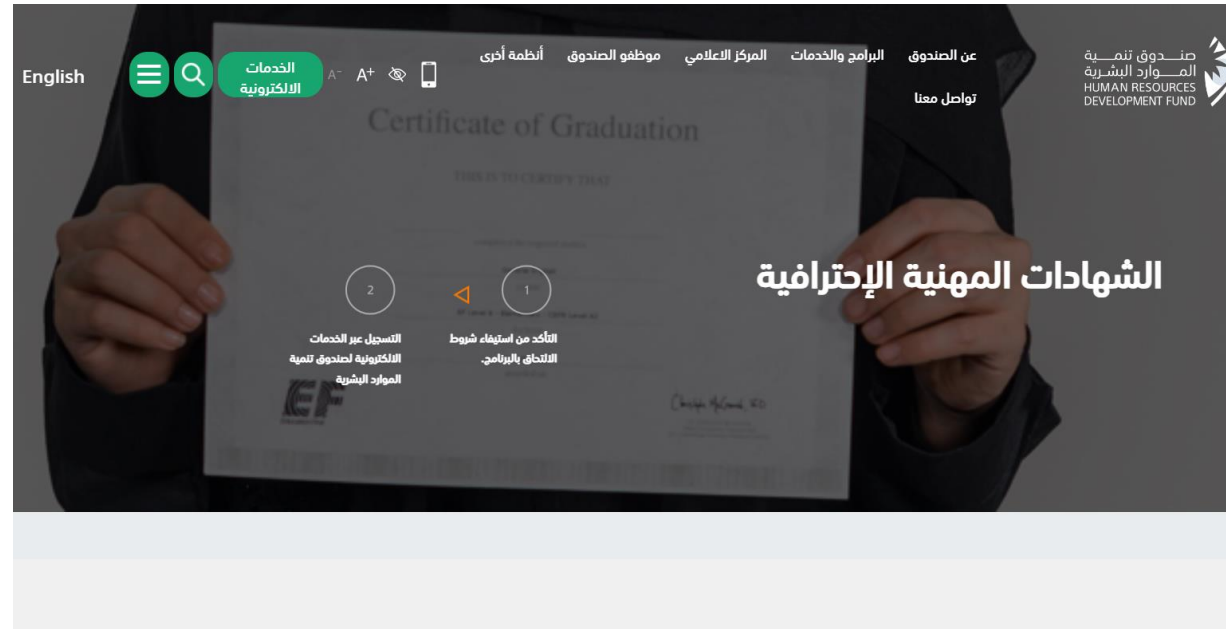 صنـــدوق تنمـــية
المـــوارد البشـرية
HUMAN RESOURCES
DEVELOPMENT FUND
عن الصندوق
البرامج والخدمات
المركز الاعلامي
موظفو الصندوق
أنظمة أخرى
تواصل معنا
A+
A-
الخدمات
الالكترونية
English
Certificate of Graduation
THIS IS TO CERTIFY THAT
الشهادات المهنية الإحترافية
1
التأكد من استيفاء شروط
الالتحاق بالبرنامج.
2
التسجيل عبر الخدمات
الالكترونية لصندوق تنمية
الموارد البشرية
EF